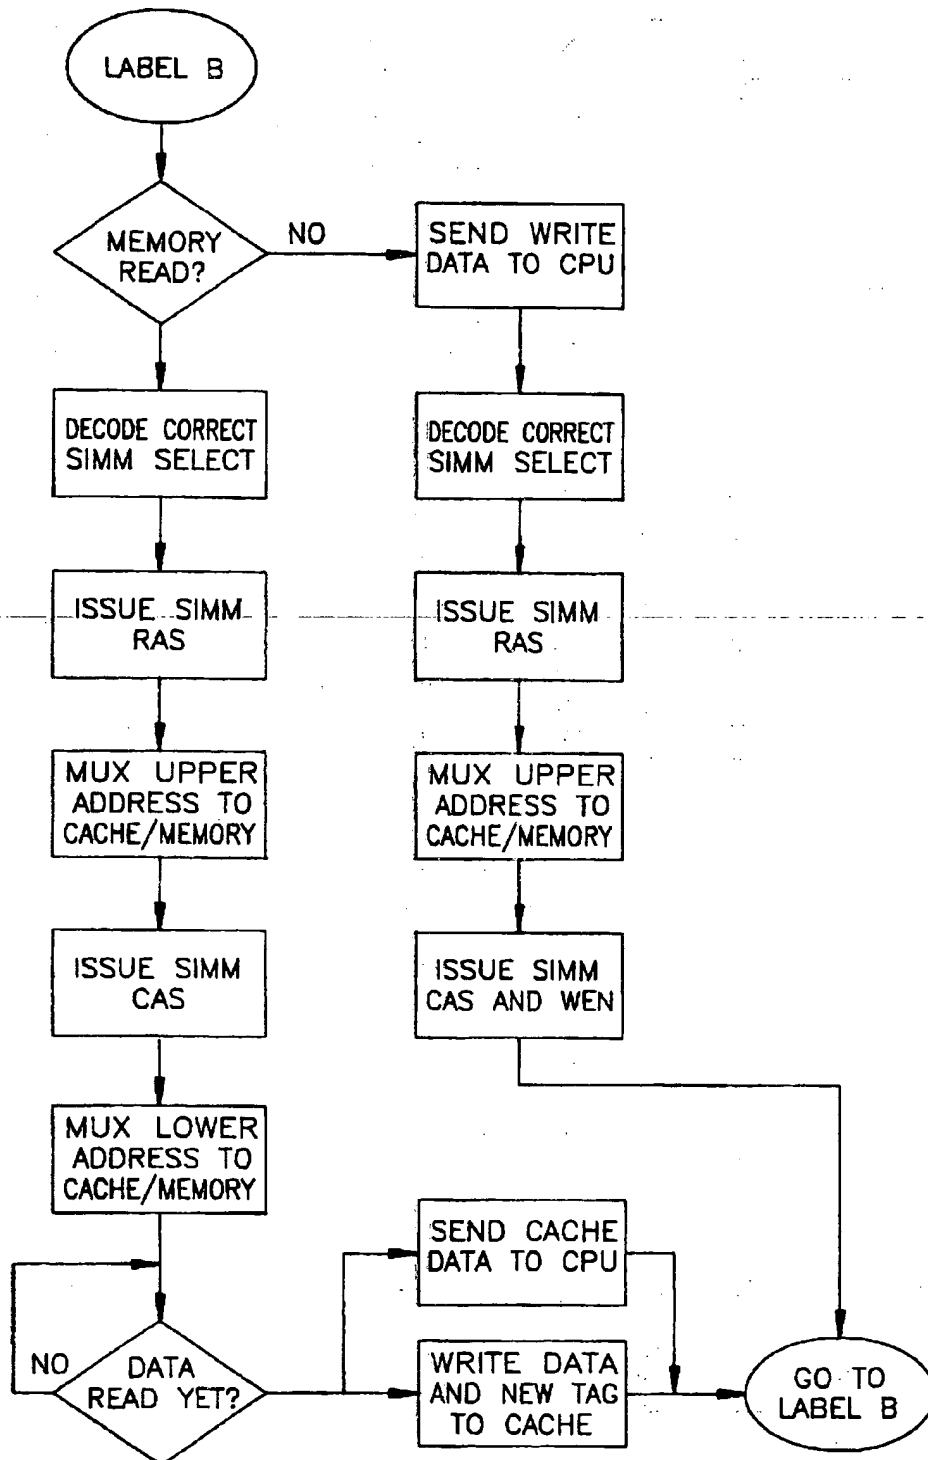 LABEL B
MEMORY
READ?
NO
SEND WRITE
DATA TO CPU
DECODE CORRECT
SIMM SELECT
DECODE CORRECT
SIMM SELECT
ISSUE SIMM
RAS
ISSUE SIMM
RAS
MUX UPPER
ADDRESS TO
CACHE/MEMORY
MUX UPPER
ADDRESS TO
CACHE/MEMORY
ISSUE SIMM
CAS
ISSUE SIMM
CAS AND WEN
MUX LOWER
ADDRESS TO
CACHE/MEMORY
SEND CACHE
DATA TO CPU
NO
DATA
READ YET?
WRITE DATA
AND NEW TAG
TO CACHE
GO TO
LABEL B